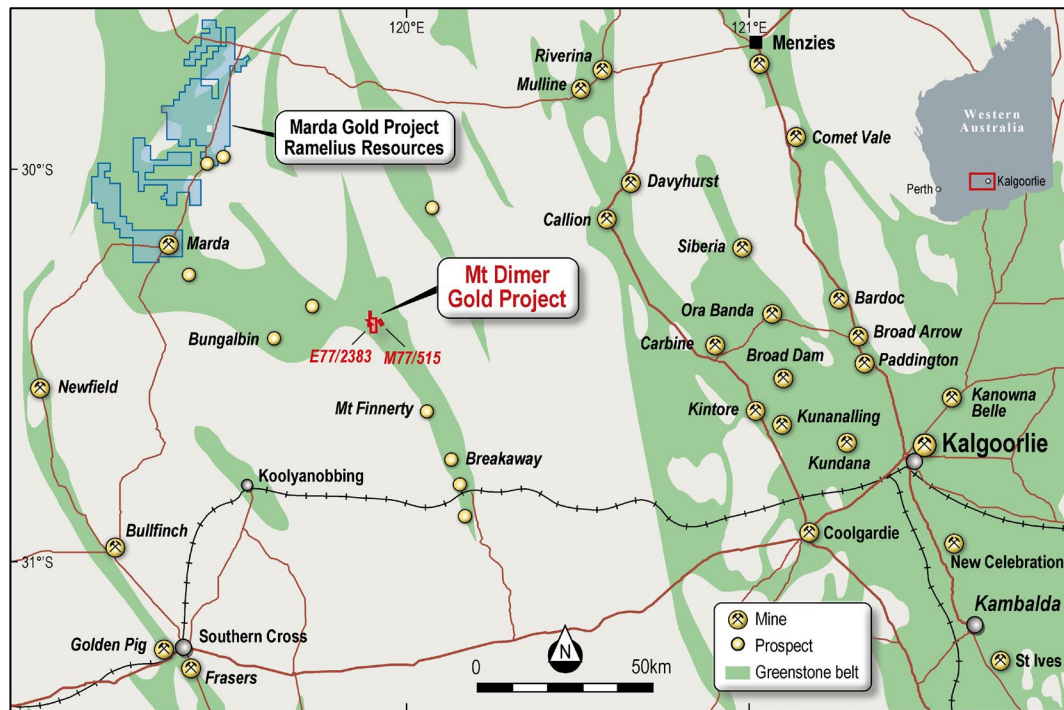 120°E
121°E
Menzies
Riverina
Mulline
Marda Gold Project
Ramelius Resources
Western
Australia
Comet Vale
30°'S
Perth
Kalgoorlie
Davyhurst
Callion
Marda
Siberia
Mt Dimer
Gold Project
Ora Banda
Bardoc
Bungalbin
E77/2383
M77/515
Carbine
Broad Arrow
Broad Dam
Paddington
Newfield
Mt Finnerty
Kintore
Kunanalling
Kanowna
Belle
Kalgoorlie
Kundana
Breakaway
Koolyanobbing
Bullfinch
Coolgardie
31°'S
New Celebration
Kambalda
Golden Pig
Southern Cross
Frasers
N
0
50km
Mine
Prospect
Greenstone belt
St Ives